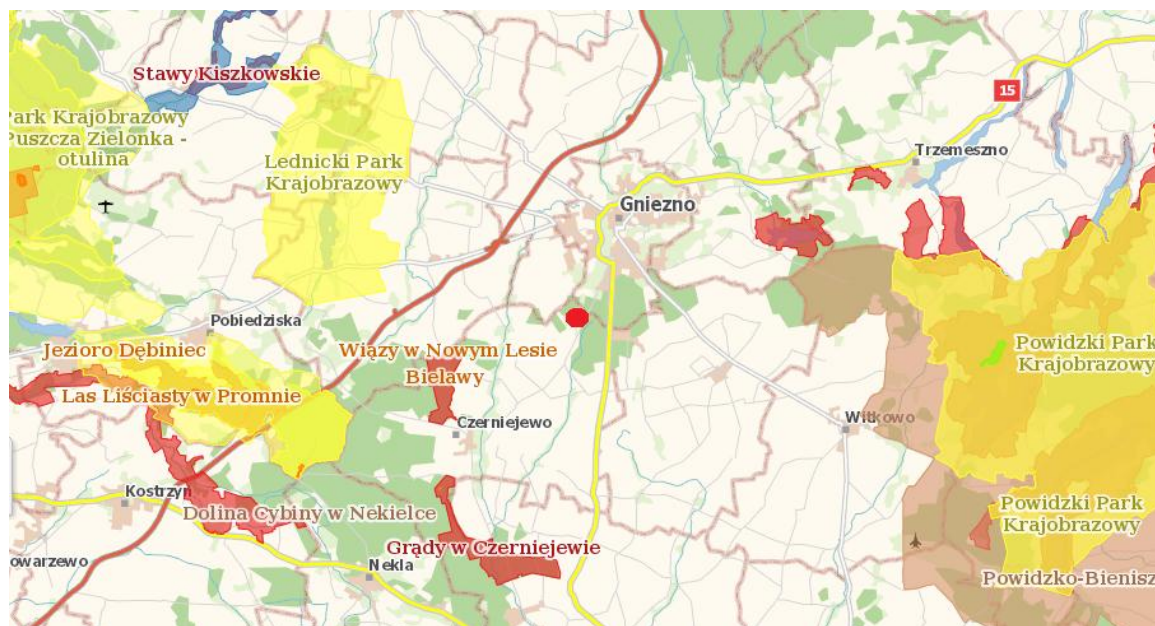 Stawy Kiszkowskie
Park Krajobrazowy
Puszcza Zielonka -
otulina
Lednicki Park
Krajobrazowy
15
Trzemeszno
Gniezno
Pobiedziska
Jezioro Dębiniec
Wiązy w Nowym Lesie
Bielawy
Las Liściasty w Promnie
Powidzki Park
Krajobrazowy
Czerniejewo
Witkowo
Kostrzyn
Dolina Cybiny w Nekielce
Powidzki Park
Krajobrazowy
Grądy w Czerniejewie
owarzewo
Nekla
Powidzko-Bienisz